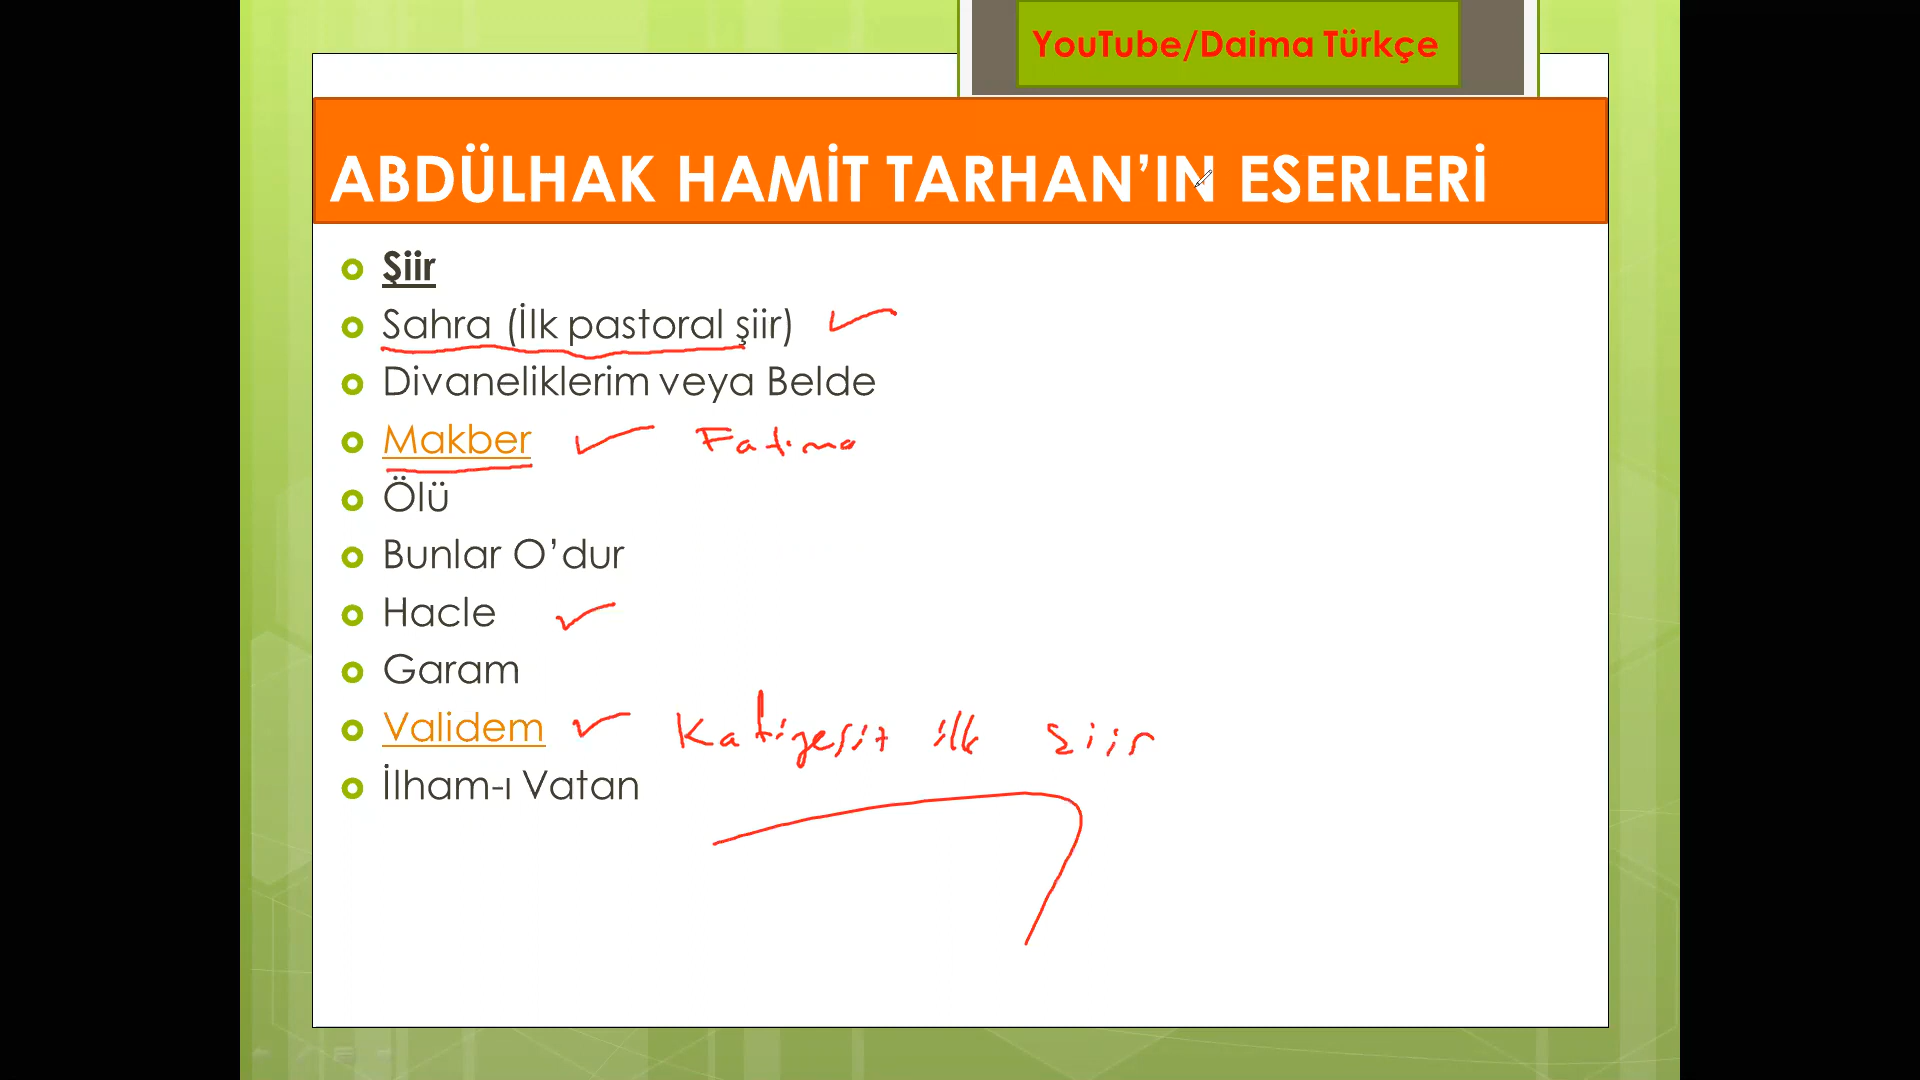 YouTube/Daima Türkçe
ABDÜLHAK HAMİT TARHAN’IN ESERLERİ
Şiir
Sahra (İlk pastoral şiir)
Divaneliklerim veya Belde
Makber Fatma
Ölü
Bunlar O’dur
Hacle
Garam
Validem Kafiyesiz ilk şiir
İlham-ı Vatan